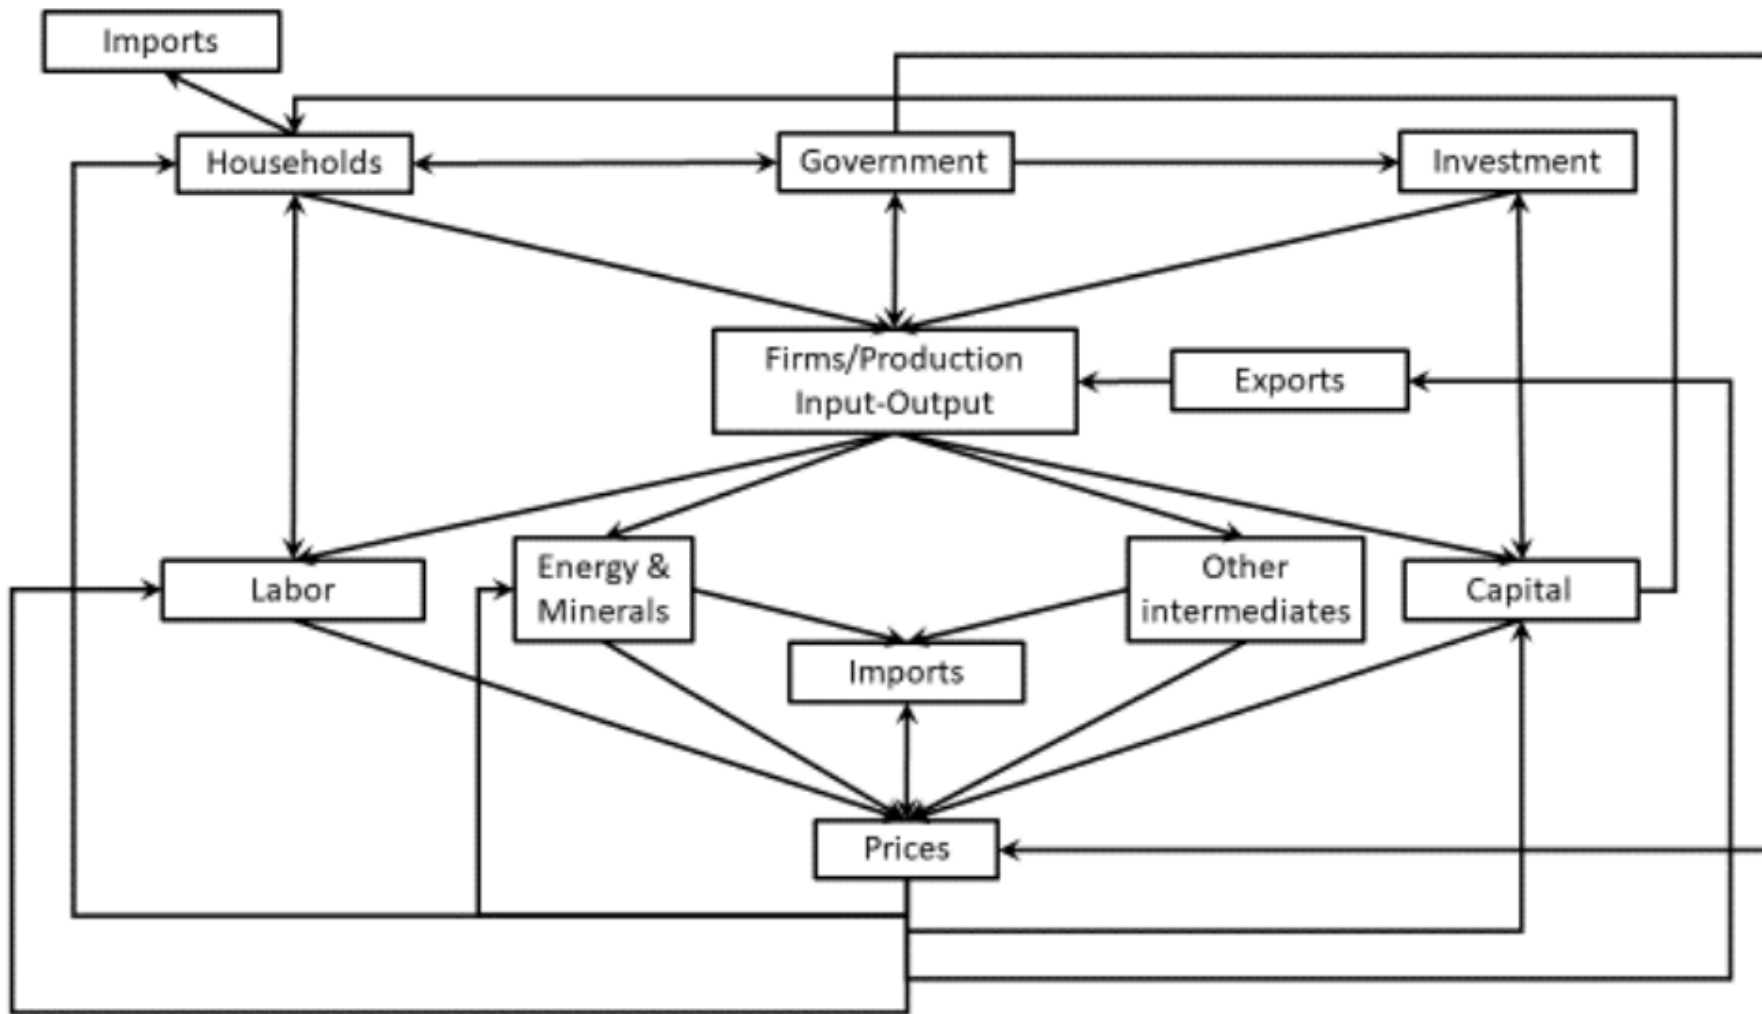 Imports
Households
Government
Investment
Firms/Production
Input-Output
Exports
Labor
Energy &
Minerals
Other
intermediates
Capital
Imports
Prices